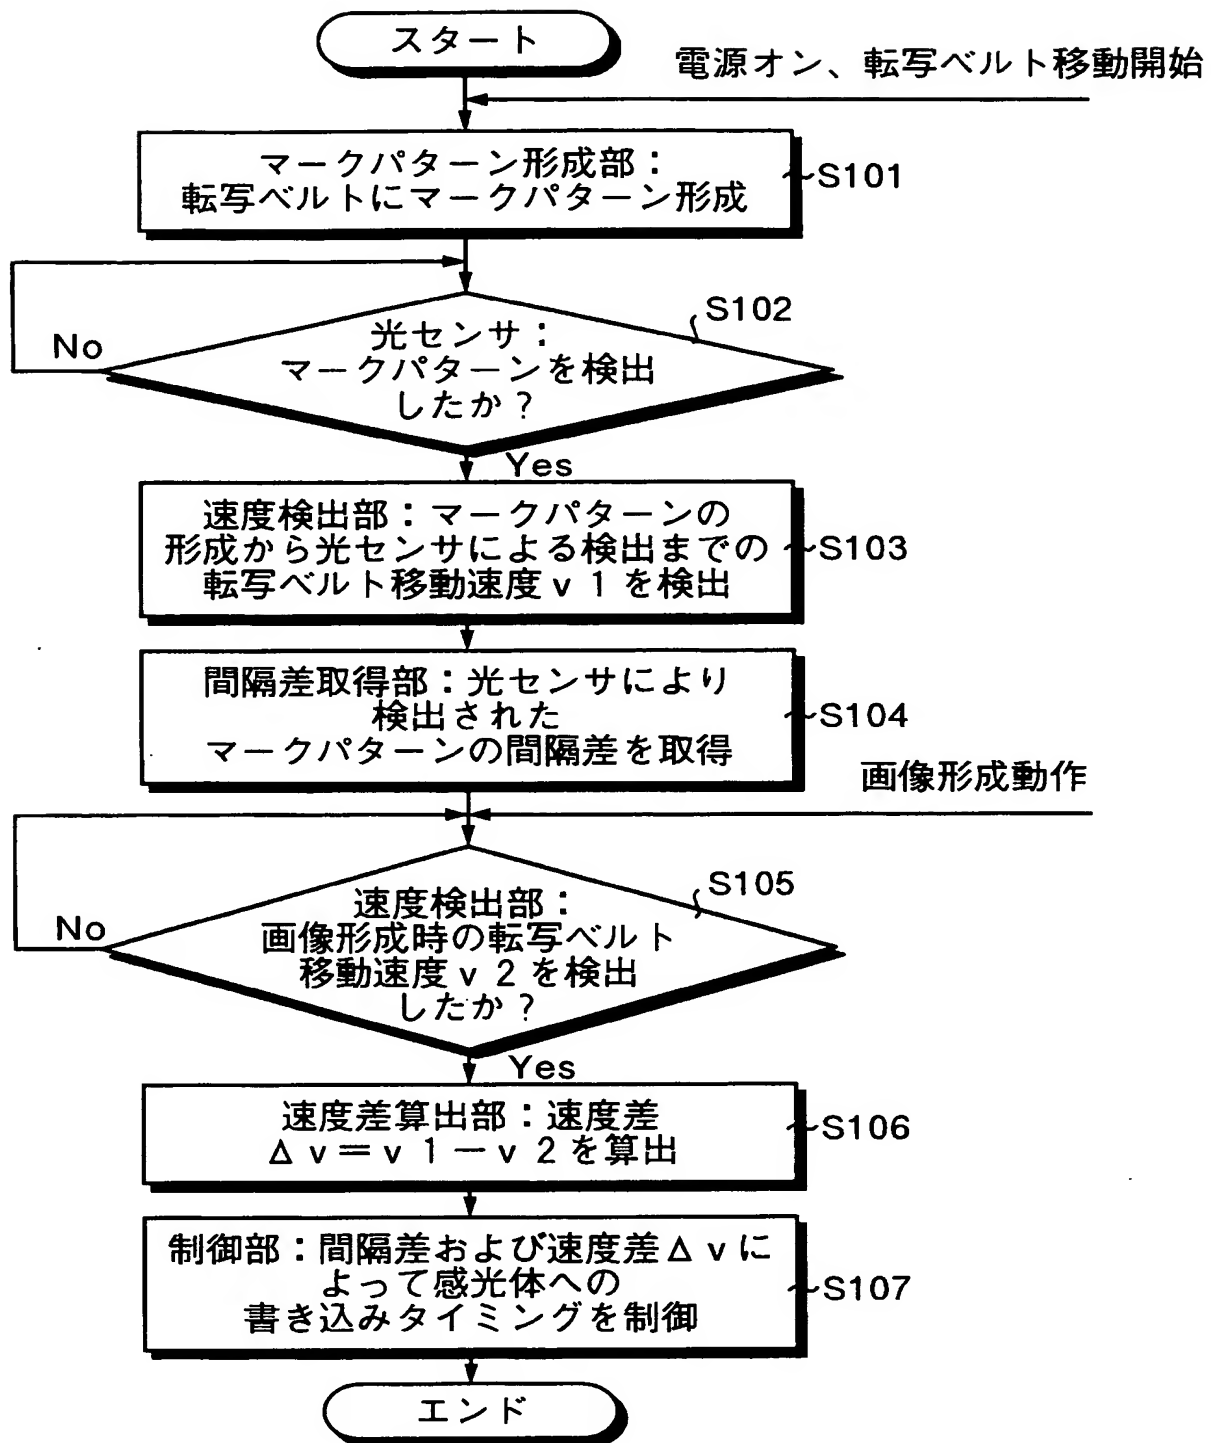 スタート
電源オン、転写ベルト移動開始
マークパターン形成部：
転写ベルトにマークパターン形成
S101
S102
No
光センサ：
マークパターンを検出
したか？
Yes
速度検出部：マークパターンの
形成から光センサによる検出までの
転写ベルト移動速度ｖ１を検出
S103
間隔差取得部：光センサにより
検出された
マークパターンの間隔差を取得
S104
画像形成動作
S105
No
速度検出部：
画像形成時の転写ベルト
移動速度ｖ２を検出
したか？
Yes
速度差算出部：速度差
Δｖ＝ｖ１－ｖ２を算出
S106
制御部：間隔差および速度差Δｖに
よって感光体への
書き込みタイミングを制御
S107
エンド